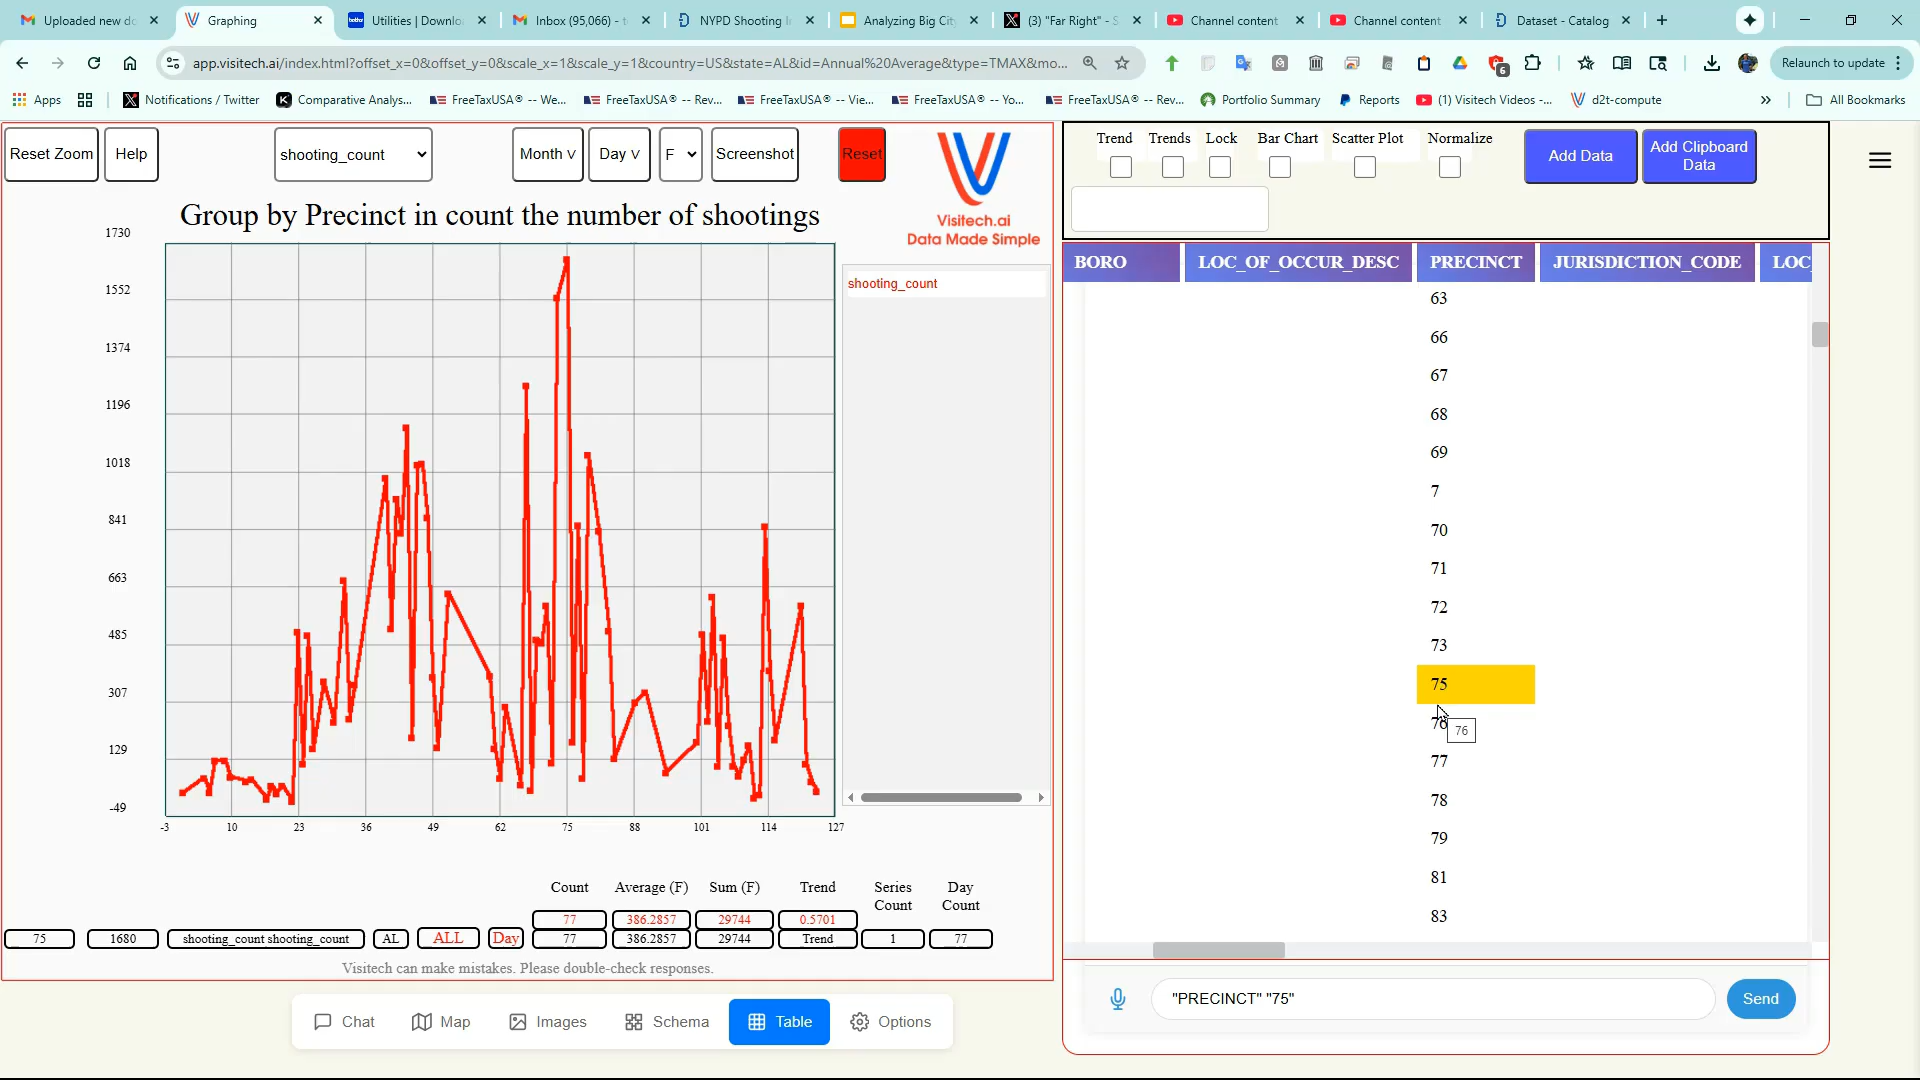 Uploaded new do
Graphing
Utilities | Downlo
Inbox (95,066) - t
NYPD Shooting I
Analyzing Big Cit
(3) "Far Right" - S
Channel content
Channel content
Dataset - Catalog
app.visitech.ai/index.html?offset_x=0&offset_y=0&scale_x=1&scale_y=1&country=US&state=AL&id=Annual%20Average&type=TMAX&mo...
6
Relaunch to update
Apps
Notifications / Twitter
Comparative Analys...
FreeTaxUSA® -- We...
FreeTaxUSA® -- Rev...
FreeTaxUSA® -- Vie...
FreeTaxUSA® -- Yo...
FreeTaxUSA® -- Rev...
Portfolio Summary
Reports
(1) Visitech Videos -...
d2t-compute
All Bookmarks
Reset Zoom
Help
shooting_count
Month V
Day V
F
Screenshot
Reset
Visitech.ai
Data Made Simple
Group by Precinct in count the number of shootings
1730
1552
1374
1196
1018
841
663
485
307
129
-49
-3
10
23
36
49
62
75
88
101
114
127
shooting_count
Count
Average (F)
Sum (F)
Trend
Series Count
Day Count
77
386.2857
29744
0.5701
75
1680
shooting_count shooting_count
AL
ALL
Day
77
386.2857
29744
Trend
1
77
Visitech can make mistakes. Please double-check responses.
Chat
Map
Images
Schema
Table
Options
Trend
Trends
Lock
Bar Chart
Scatter Plot
Normalize
Add Data
Add Clipboard
Data
BORO
LOC_OF_OCCUR_DESC
PRECINCT
JURISDICTION_CODE
LOC_
63
66
67
68
69
7
70
71
72
73
75
76
76
77
78
79
81
83
"PRECINCT" "75"
Send